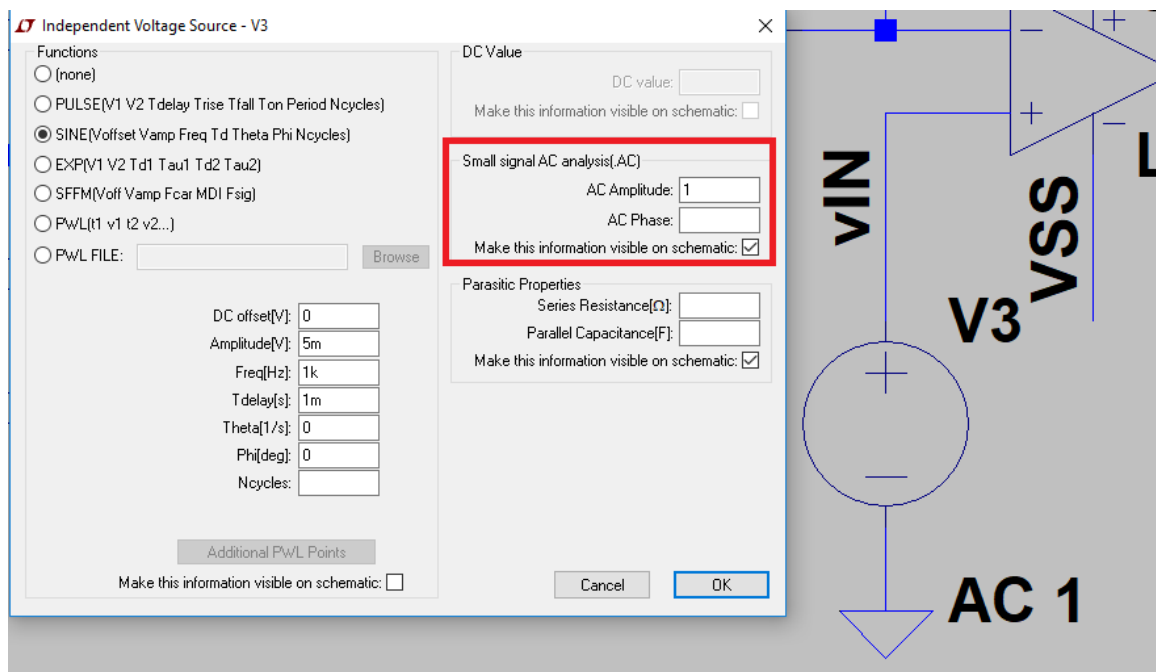 Independent Voltage Source - V3
Functions
(none)
PULSE(V1 V2 Tdelay Trise Tfall Ton Period Ncycles)
SINE(Voffset Vamp Freq Td Theta Phi Ncycles)
EXP(V1 V2 Td1 Tau1 Td2 Tau2)
SFFM(Voff Vamp Fcar MDI Fsig)
PWL(t1 v1 t2 v2...)
PWL FILE:
Browse
DC offset[V]: 0
Amplitude[V]: 5m
Freq[Hz]: 1k
Tdelay[s]: 1m
Theta[1/s]: 0
Phi[deg]: 0
Ncycles:
Additional PWL Points
Make this information visible on schematic:
DC Value
DC value:
Make this information visible on schematic:
Small signal AC analysis(.AC)
AC Amplitude: 1
AC Phase:
Make this information visible on schematic:
Parasitic Properties
Series Resistance[Ω]:
Parallel Capacitance[F]:
Make this information visible on schematic:
Cancel
OK
vIN
VSS
L
V3
AC 1